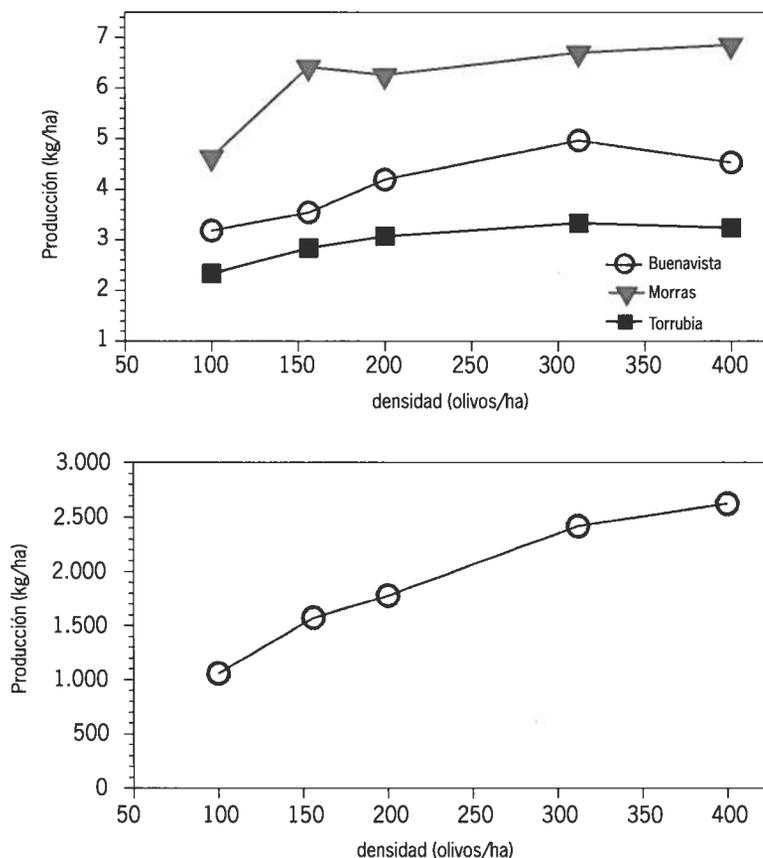 7
6
5
4
3
2
1
Producción (kg/ha)
Buenavista
Morras
Torrubia
50 100 150 200 250 300 350 400
densidad (olivos/ha)
3.000
2.500
2.000
1.500
1.000
500
0
Producción (kg/ha)
50 100 150 200 250 300 350 400
densidad (olivos/ha)